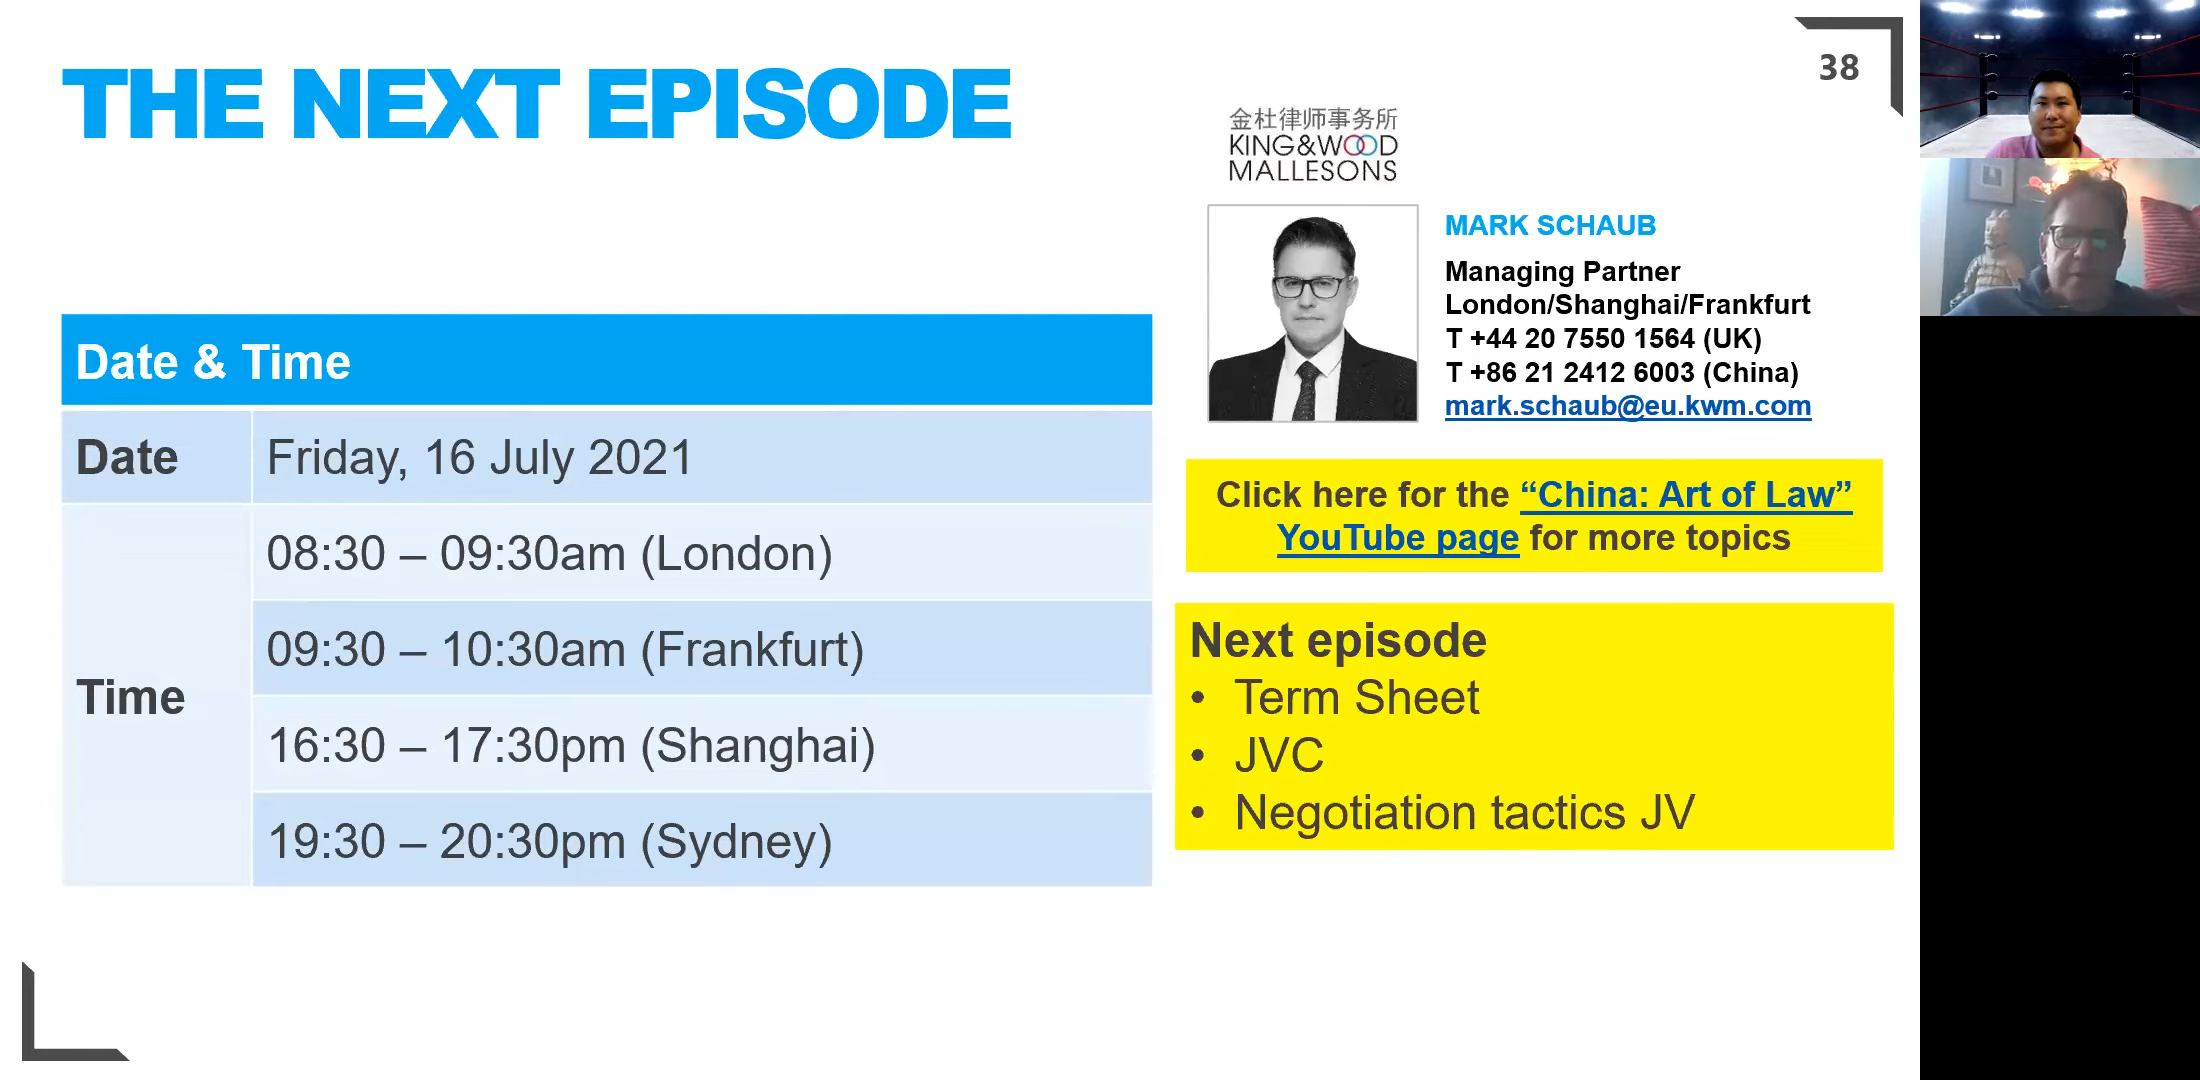 THE NEXT EPISODE
38
金杜律师事务所
KING&WOOD
MALLESONS
MARK SCHAUB
Managing Partner
London/Shanghai/Frankfurt
T +44 20 7550 1564 (UK)
T +86 21 2412 6003 (China)
mark.schaub@eu.kwm.com
Date & Time
Date
Friday, 16 July 2021
Time
08:30 – 09:30am (London)
09:30 – 10:30am (Frankfurt)
16:30 – 17:30pm (Shanghai)
19:30 – 20:30pm (Sydney)
Click here for the “China: Art of Law”
YouTube page for more topics
Next episode
• Term Sheet
• JVC
• Negotiation tactics JV